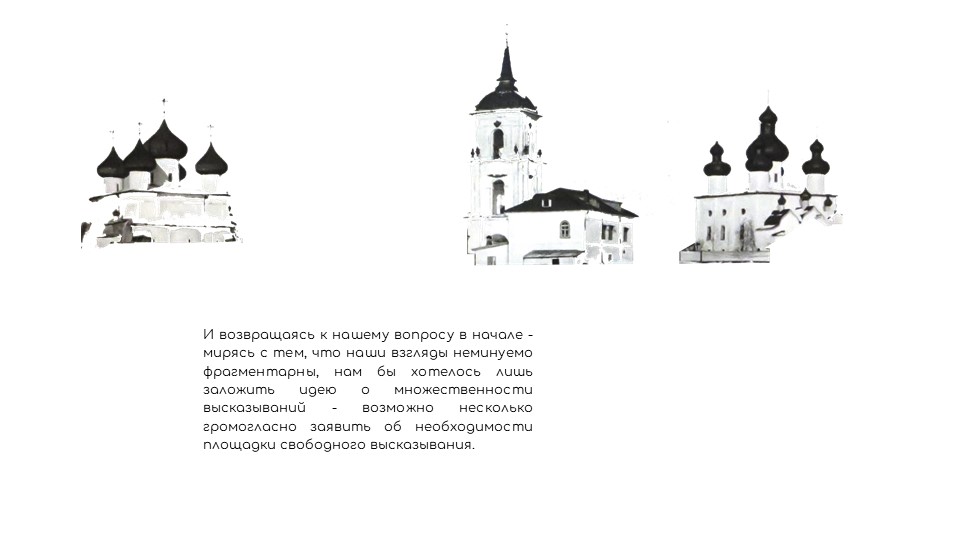 И возвращаясь к нашему вопросу в начале -
мирясь с тем, что наши взгляды неминуемо
фрагментарны, нам бы хотелось лишь
заложить идею о множественности
высказываний - возможно несколько
громогласно заявить об необходимости
площадки свободного высказывания.